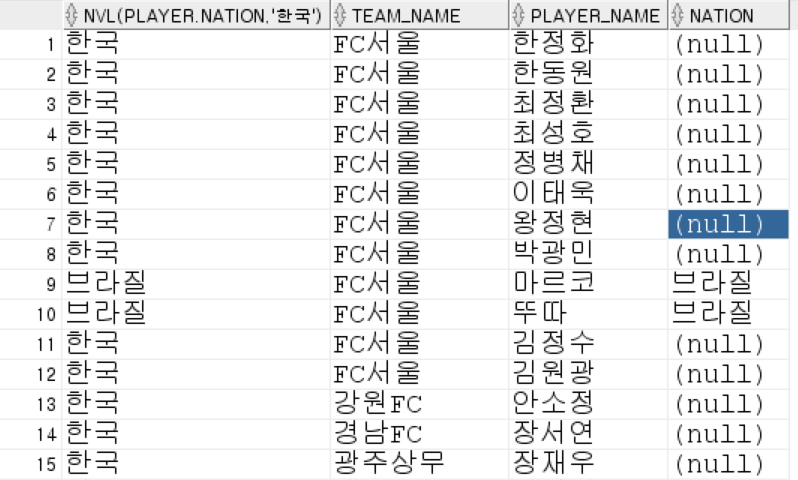 NVL(PLAYER.NATION,'한국') TEAM_NAME PLAYER_NAME NATION
1 한국 FC서울 한정화 (null)
2 한국 FC서울 한동원 (null)
3 한국 FC서울 최정환 (null)
4 한국 FC서울 최성호 (null)
5 한국 FC서울 정병채 (null)
6 한국 FC서울 이태욱 (null)
7 한국 FC서울 왕정현 (null)
8 한국 FC서울 박광민 (null)
9 브라질 FC서울 마르코 브라질
10 브라질 FC서울 뚜따 브라질
11 한국 FC서울 김정수 (null)
12 한국 FC서울 김원광 (null)
13 한국 강원FC 안소정 (null)
14 한국 경남FC 장서연 (null)
15 한국 광주상무 장재우 (null)